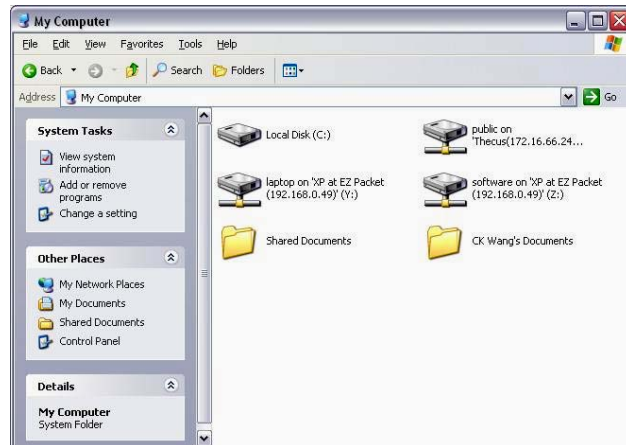 My Computer
File Edit View Favorites Tools Help
Back Search Folders
Address My Computer Go
System Tasks
View system
information
Add or remove
programs
Change a setting
Other Places
My Network Places
My Documents
Shared Documents
Control Panel
Details
My Computer
System Folder
Local Disk (C:)
public on
'Thecus(172.16.66.24...
laptop on 'XP at EZ Packet
(192.168.0.49)' (Y:)
software on 'XP at EZ Packet
(192.168.0.49)' (Z:)
Shared Documents
CK Wang's Documents